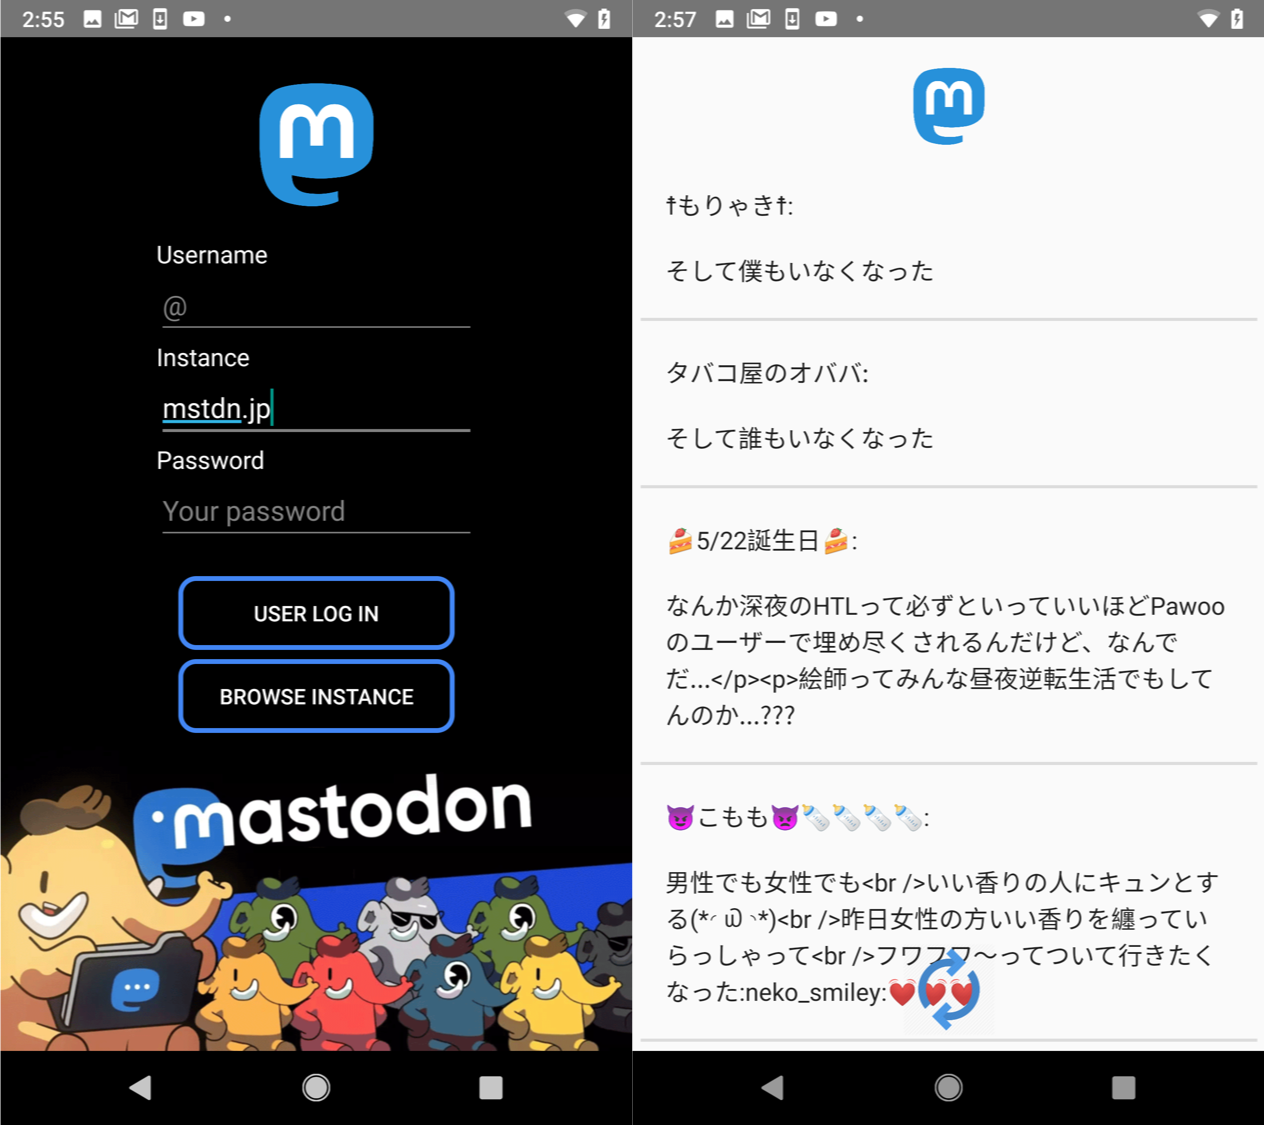 2:55
m
Username
@
Instance
mstdn.jp
Password
Your password
USER LOG IN
BROWSE INSTANCE
mastodon
2:57
m
☨もりゃき☨:
そして僕もいなくなった
タバコ屋のオババ:
そして誰もいなくなった
🍰5/22誕生日🍰:
なんか深夜のHTLって必ずといっていいほどPawoo
のユーザーで埋め尽くされるんだけど、なんで
だ...</p><p>絵師ってみんな昼夜逆転生活でもして
んのか...???
😈こもも👿🍼🍼🍼🍼:
男性でも女性でも<br />いい香りの人にキュンとす
る(*´ `*)<br />昨日女性の方いい香りを纏ってい
らっしゃって<br />フワフワ〜ってついて行きたく
なった:neko_smiley:💓💓💓